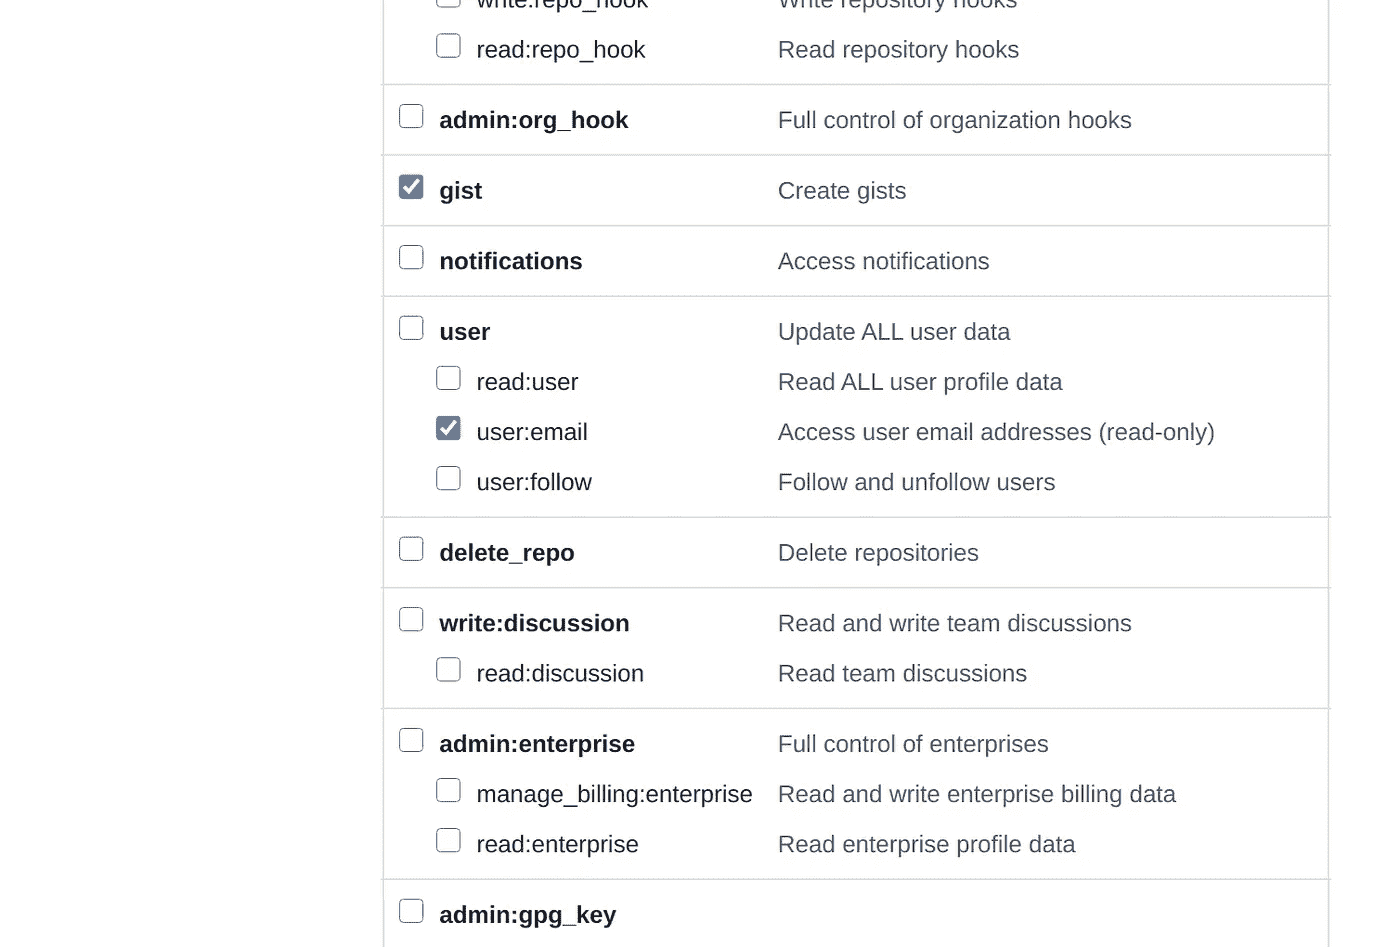 write:repo_hook Write repository hooks
read:repo_hook Read repository hooks
admin:org_hook Full control of organization hooks
gist Create gists
notifications Access notifications
user Update ALL user data
read:user Read ALL user profile data
user:email Access user email addresses (read-only)
user:follow Follow and unfollow users
delete_repo Delete repositories
write:discussion Read and write team discussions
read:discussion Read team discussions
admin:enterprise Full control of enterprises
manage_billing:enterprise Read and write enterprise billing data
read:enterprise Read enterprise profile data
admin:gpg_key